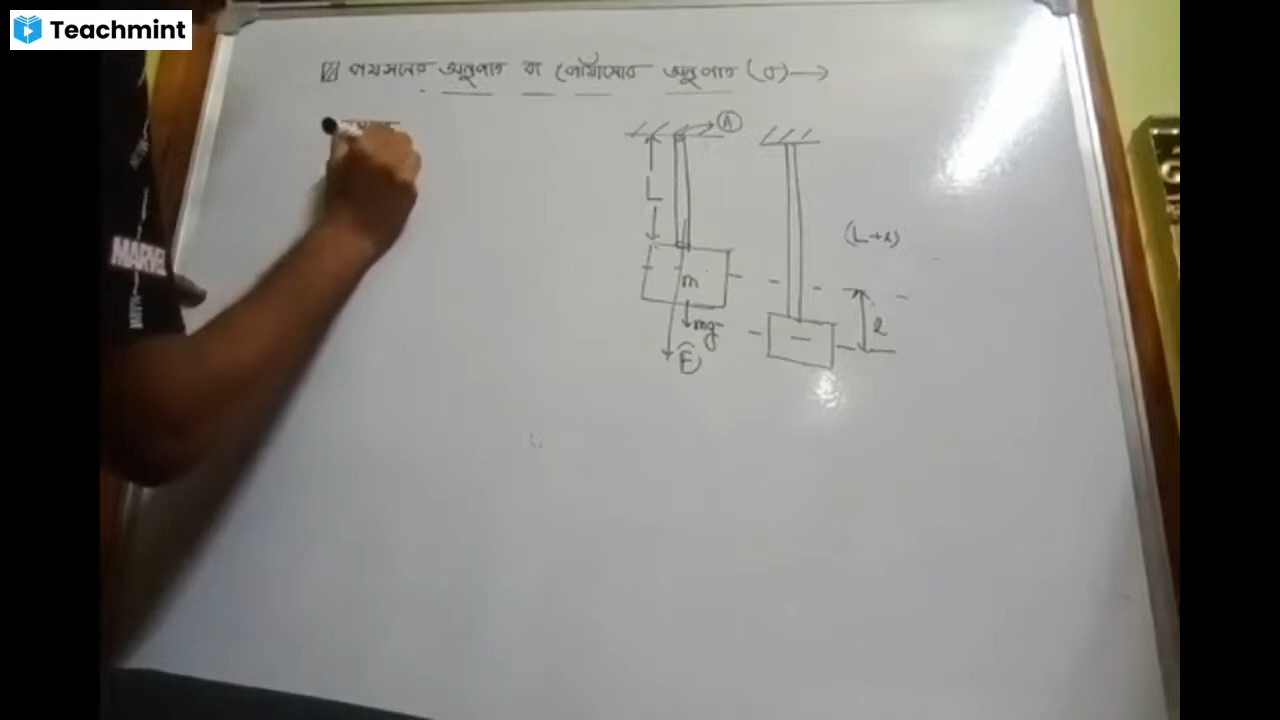 Teachmint
পয়সনের অনুপাত বা পোয়াসোর অনুপাত (σ) →
A
L
(L+l)
m
mg
l
F
MARVEL